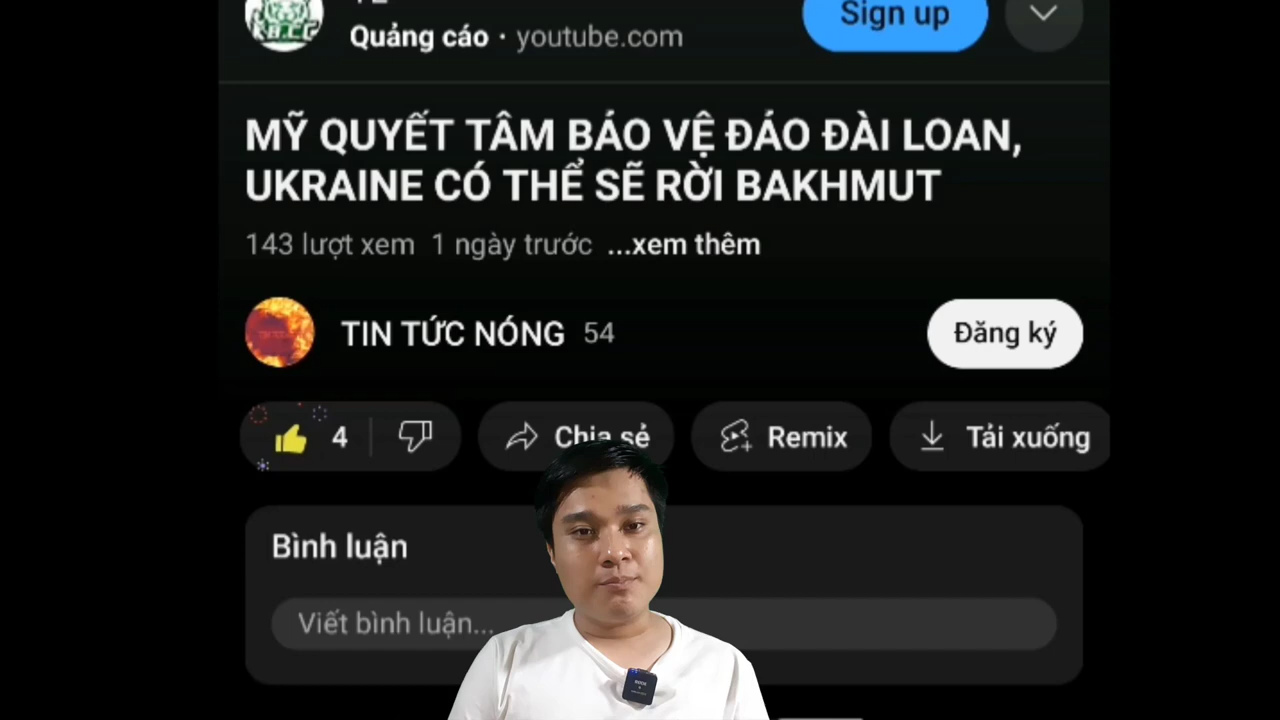 Sign up
Quảng cáo · youtube.com
MỸ QUYẾT TÂM BẢO VỆ ĐẢO ĐÀI LOAN,
UKRAINE CÓ THỂ SẼ RỜI BAKHMUT
143 lượt xem 1 ngày trước ...xem thêm
TIN TỨC NÓNG 54
Đăng ký
4 Chia sẻ Remix Tải xuống
Bình luận
Viết bình luận...